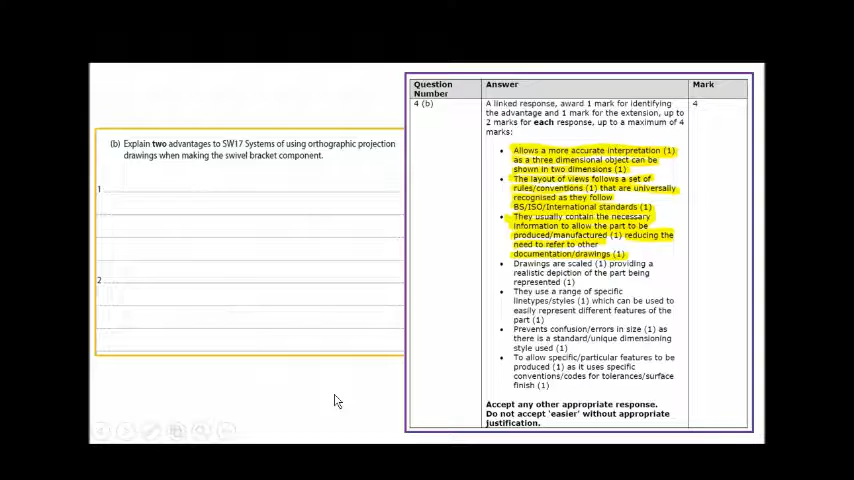 (b) Explain two advantages to SW17 Systems of using orthographic projection
drawings when making the swivel bracket component.
1
2
Question
Number
Answer
Mark
4 (b)
A linked response, award 1 mark for identifying
the advantage and 1 mark for the extension, up to
2 marks for each response, up to a maximum of 4
marks:
4
• Allows a more accurate interpretation (1)
as a three dimensional object can be
shown in two dimensions (1)
• The layout of views follows a set of
rules/conventions (1) that are universally
recognised as they follow
BS/ISO/International standards (1)
• They usually contain the necessary
information to allow the part to be
produced/manufactured (1) reducing the
need to refer to other
documentation/drawings (1)
• Drawings are scaled (1) providing a
realistic depiction of the part being
represented (1)
• They use a range of specific
linetypes/styles (1) which can be used to
easily represent different features of the
part (1)
• Prevents confusion/errors in size (1) as
there is a standard/unique dimensioning
style used (1)
• To allow specific/particular features to be
produced (1) as it uses specific
conventions/codes for tolerances/surface
finish (1)
Accept any other appropriate response.
Do not accept 'easier' without appropriate
justification.